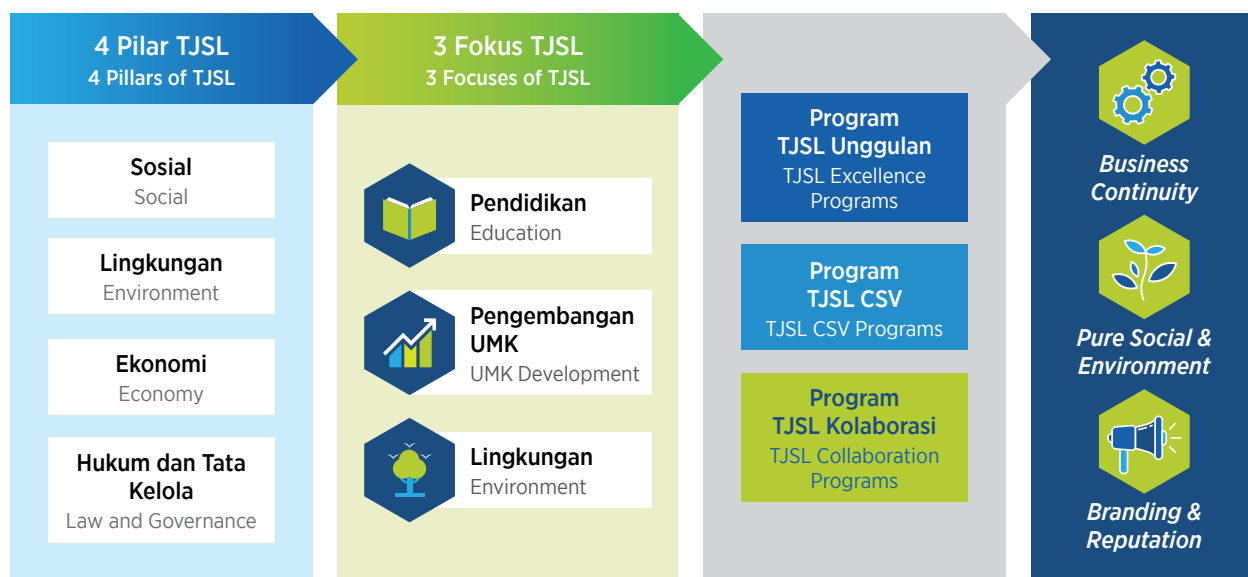 4 Pilar TJSL
4 Pillars of TJSL
Sosial
Social
Lingkungan
Environment
Ekonomi
Economy
Hukum dan Tata
Kelola
Law and Governance
3 Fokus TJSL
3 Focuses of TJSL
Pendidikan
Education
Pengembangan
UMK
UMK Development
Lingkungan
Environment
Program
TJSL Unggulan
TJSL Excellence
Programs
Program
TJSL CSV
TJSL CSV Programs
Program
TJSL Kolaborasi
TJSL Collaboration
Programs
Business
Continuity
Pure Social &
Environment
Branding &
Reputation